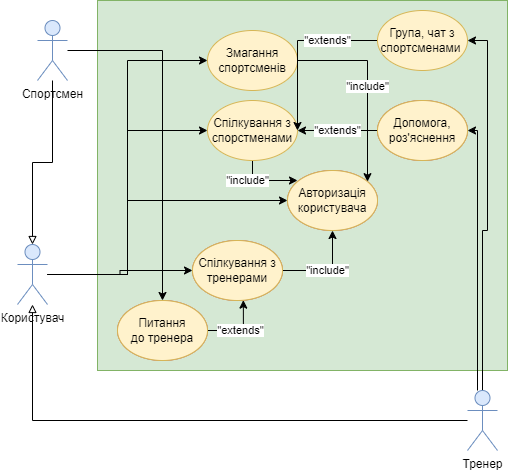 Група, чат з
спортсменами
"extends"
Змагання
спортсменів
"include"
Спортсмен
Спілкування з
спорстменами
"extends"
Допомога,
роз'яснення
"include"
Авторизація
користувача
Спілкування з
тренерами
"include"
Користувач
Питання
до тренера
"extends"
Тренер